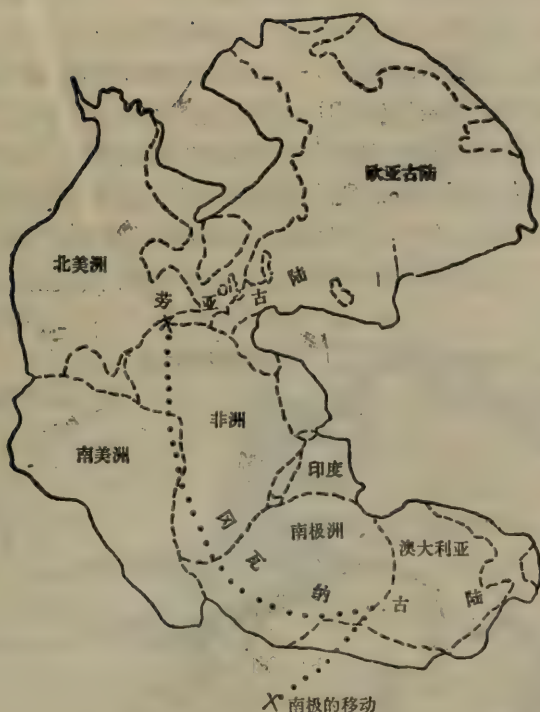 欧亚古陆
北美洲
劳亚古陆
非洲
南美洲
印度
冈瓦纳古陆
南极洲
澳大利亚
X 南极的移动